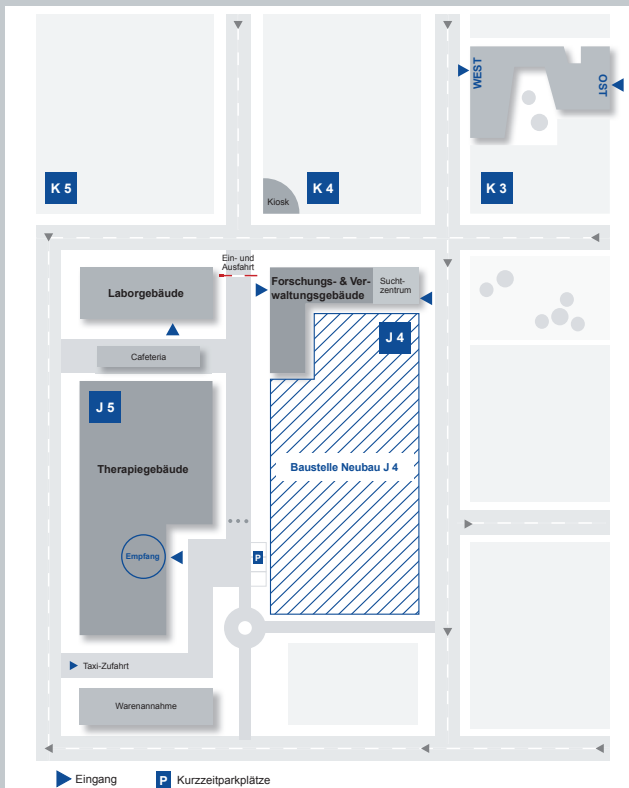 WEST
OST
K 5
K 4
K 3
Kiosk
Ein- und
Ausfahrt
Laborgebäude
Forschungs- & Ver-
waltungsgebäude
Sucht-
zentrum
J 4
Cafeteria
J 5
Therapiegebäude
Baustelle Neubau J 4
Empfang
P
Taxi-Zufahrt
Warenannahme
Eingang
P Kurzzeitparkplätze